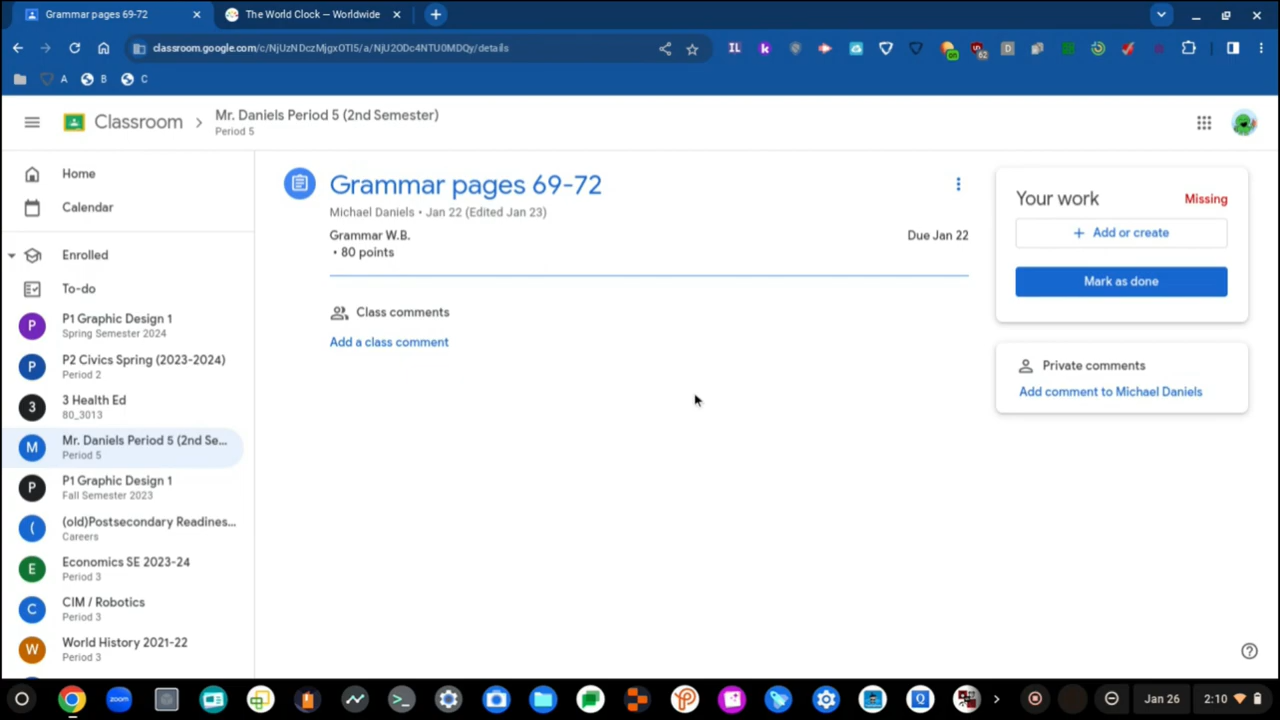 Grammar pages 69-72
The World Clock — Worldwide
classroom.google.com/c/NjUzNDczMjgxOTI5/a/NjU2ODc4NTU0MDQy/details
A
B
C
Classroom
Mr. Daniels Period 5 (2nd Semester)
Period 5
Home
Calendar
Enrolled
To-do
P
P1 Graphic Design 1
Spring Semester 2024
P
P2 Civics Spring (2023-2024)
Period 2
3
3 Health Ed
80_3013
M
Mr. Daniels Period 5 (2nd Se...
Period 5
P
P1 Graphic Design 1
Fall Semester 2023
(
(old)Postsecondary Readines...
Careers
E
Economics SE 2023-24
Period 3
C
CIM / Robotics
Period 3
W
World History 2021-22
Period 3
Grammar pages 69-72
Michael Daniels • Jan 22 (Edited Jan 23)
Grammar W.B.
Due Jan 22
• 80 points
Class comments
Add a class comment
Your work
Missing
+ Add or create
Mark as done
Private comments
Add comment to Michael Daniels
zoom
Jan 26
2:10